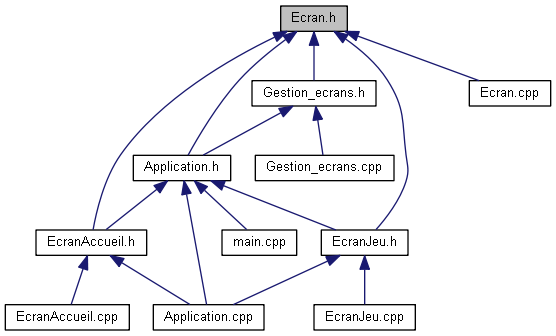 Ecran.h
Gestion_ecrans.h
Ecran.cpp
Application.h
Gestion_ecrans.cpp
EcranAccueil.h
main.cpp
EcranJeu.h
EcranAccueil.cpp
Application.cpp
EcranJeu.cpp